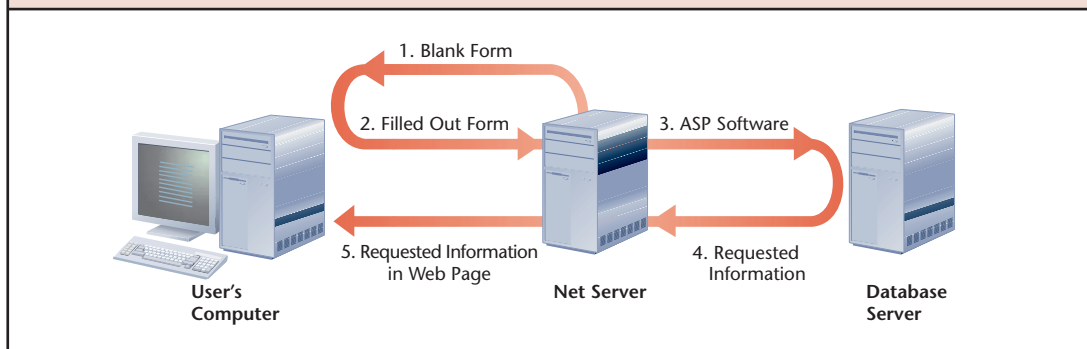 1. Blank Form
2. Filled Out Form
3. ASP Software
5. Requested Information
in Web Page
4. Requested
Information
User's
Computer
Net Server
Database
Server